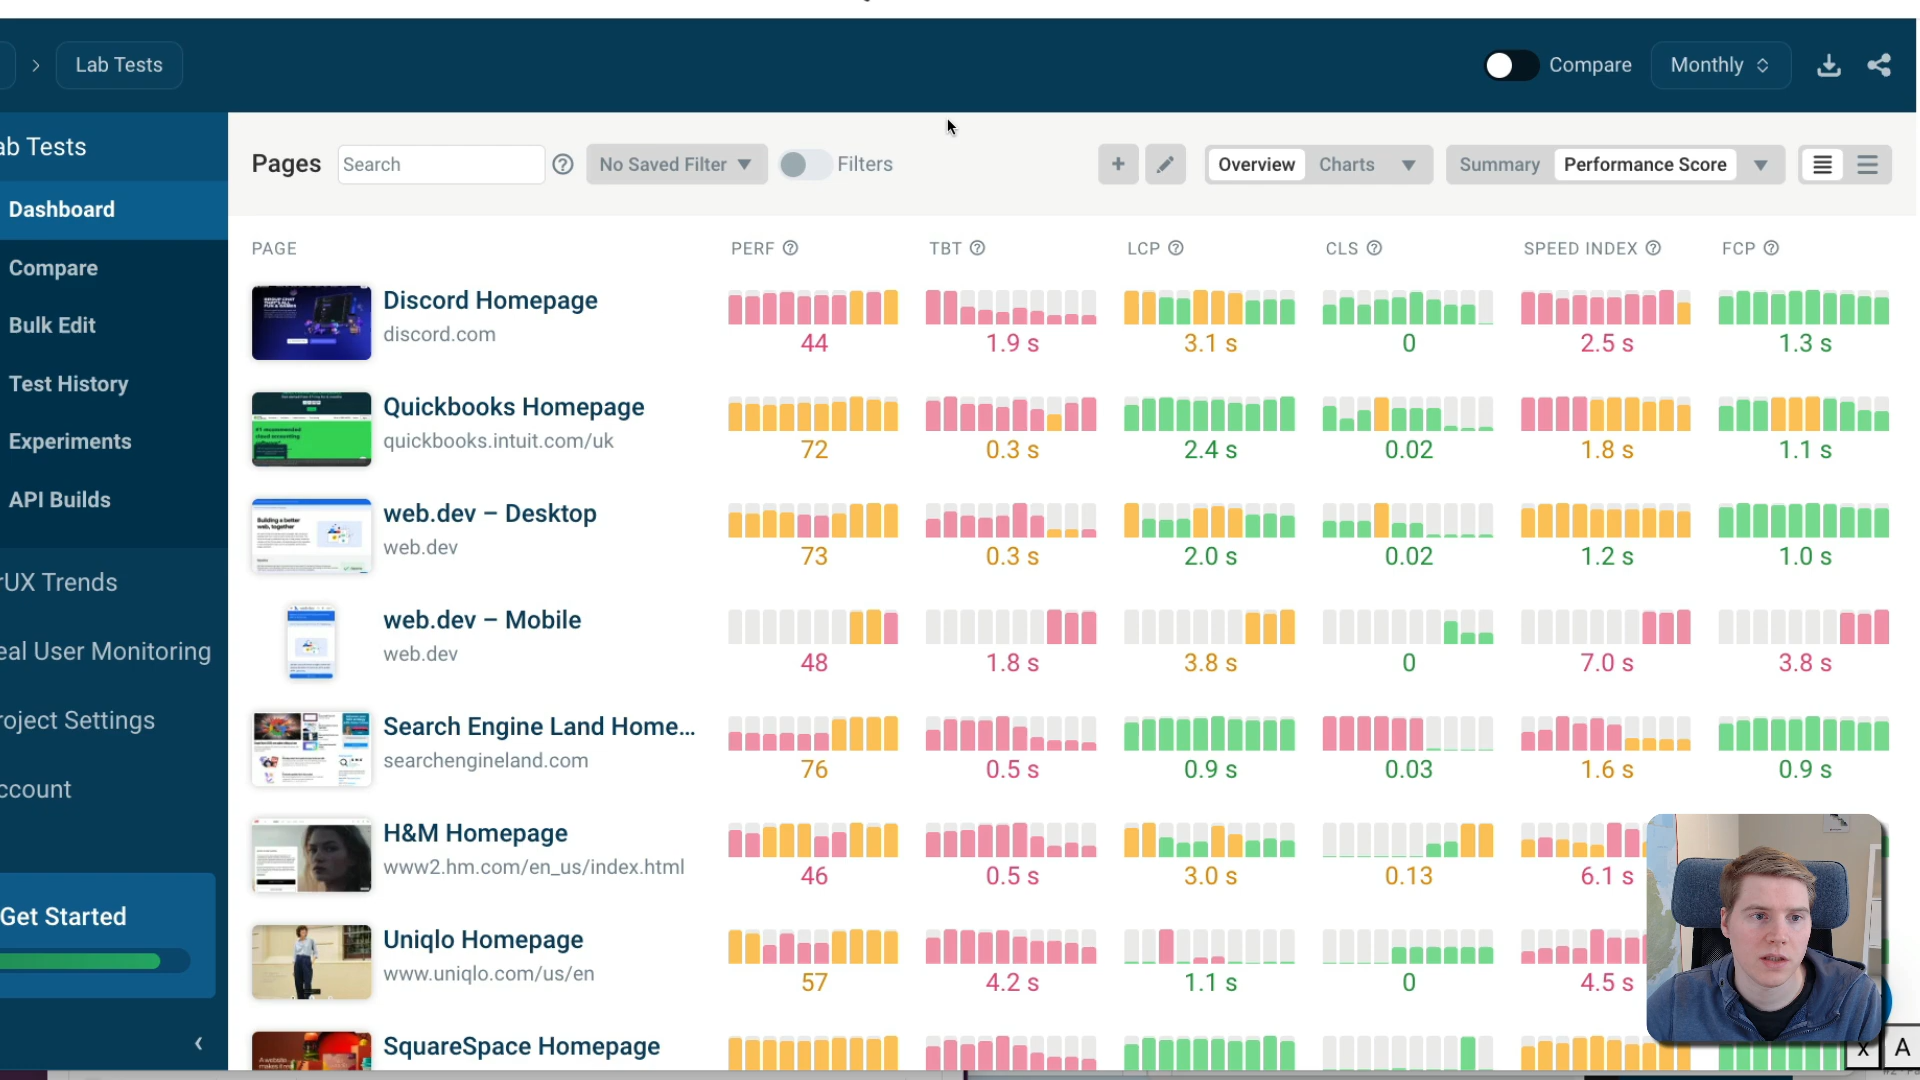 Lab Tests
Compare
Monthly
ab Tests
Dashboard
Compare
Bulk Edit
Test History
Experiments
API Builds
rUX Trends
eal User Monitoring
roject Settings
ccount
Get Started
Pages
Search
No Saved Filter
Filters
Overview
Charts
Summary
Performance Score
PAGE
PERF
TBT
LCP
CLS
SPEED INDEX
FCP
Discord Homepage
discord.com
44
1.9 s
3.1 s
0
2.5 s
1.3 s
Quickbooks Homepage
quickbooks.intuit.com/uk
72
0.3 s
2.4 s
0.02
1.8 s
1.1 s
web.dev – Desktop
web.dev
73
0.3 s
2.0 s
0.02
1.2 s
1.0 s
web.dev – Mobile
web.dev
48
1.8 s
3.8 s
0
7.0 s
3.8 s
Search Engine Land Home...
searchengineland.com
76
0.5 s
0.9 s
0.03
1.6 s
0.9 s
H&M Homepage
www2.hm.com/en_us/index.html
46
0.5 s
3.0 s
0.13
6.1 s
Uniqlo Homepage
www.uniqlo.com/us/en
57
4.2 s
1.1 s
0
4.5 s
SquareSpace Homepage
x
A